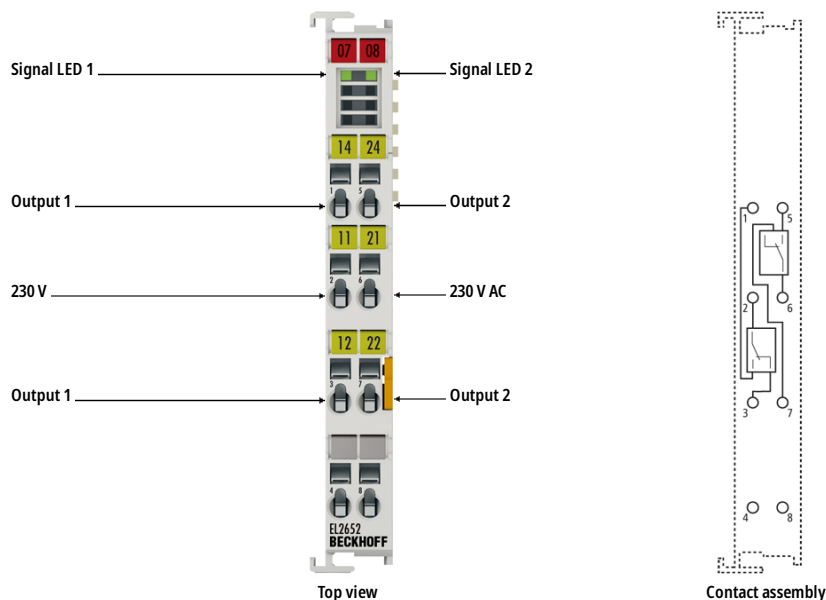 07 08
Signal LED 1
Signal LED 2
14 24
1 5
Output 1
Output 2
11 21
2 6
230 V
230 V AC
12 22
3 7
Output 1
Output 2
4 8
EL2652
BECKHOFF
Top view
1 5
2 6
3 7
4 8
Contact assembly